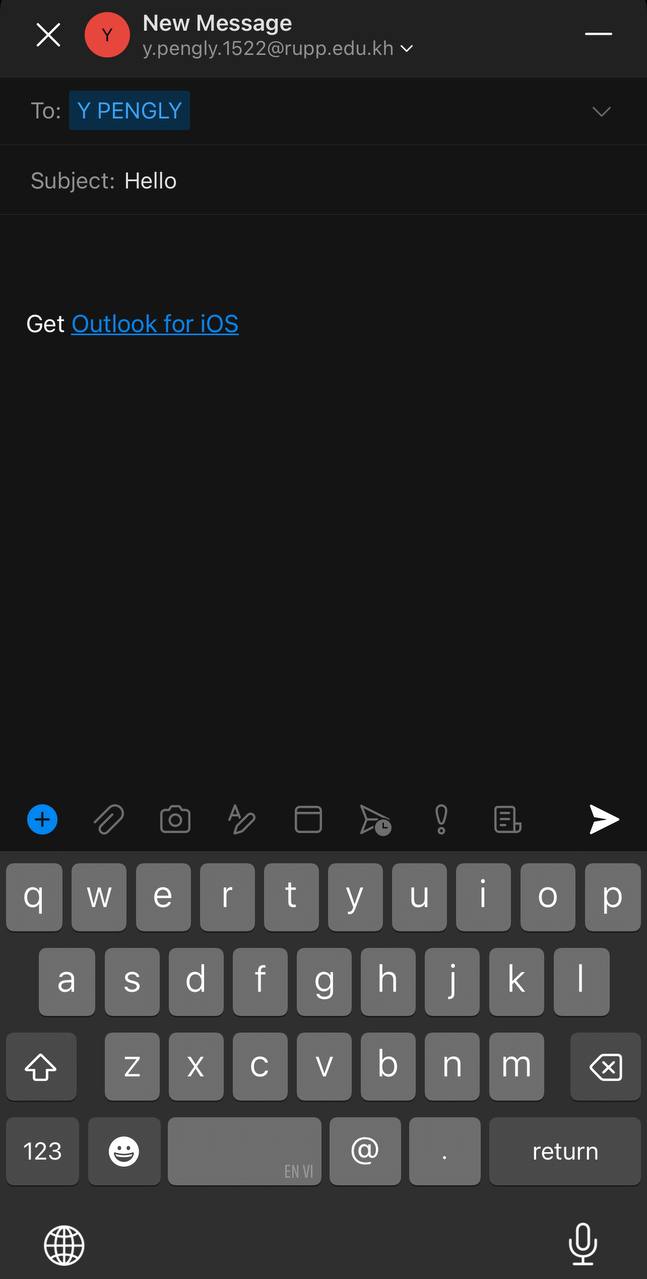 New Message
Y
y.pengly.1522@rupp.edu.kh
To: Y PENGLY
Subject: Hello
Get Outlook for iOS
q w e r t y u i o p
a s d f g h j k l
z x c v b n m
123 @ . return
EN VI